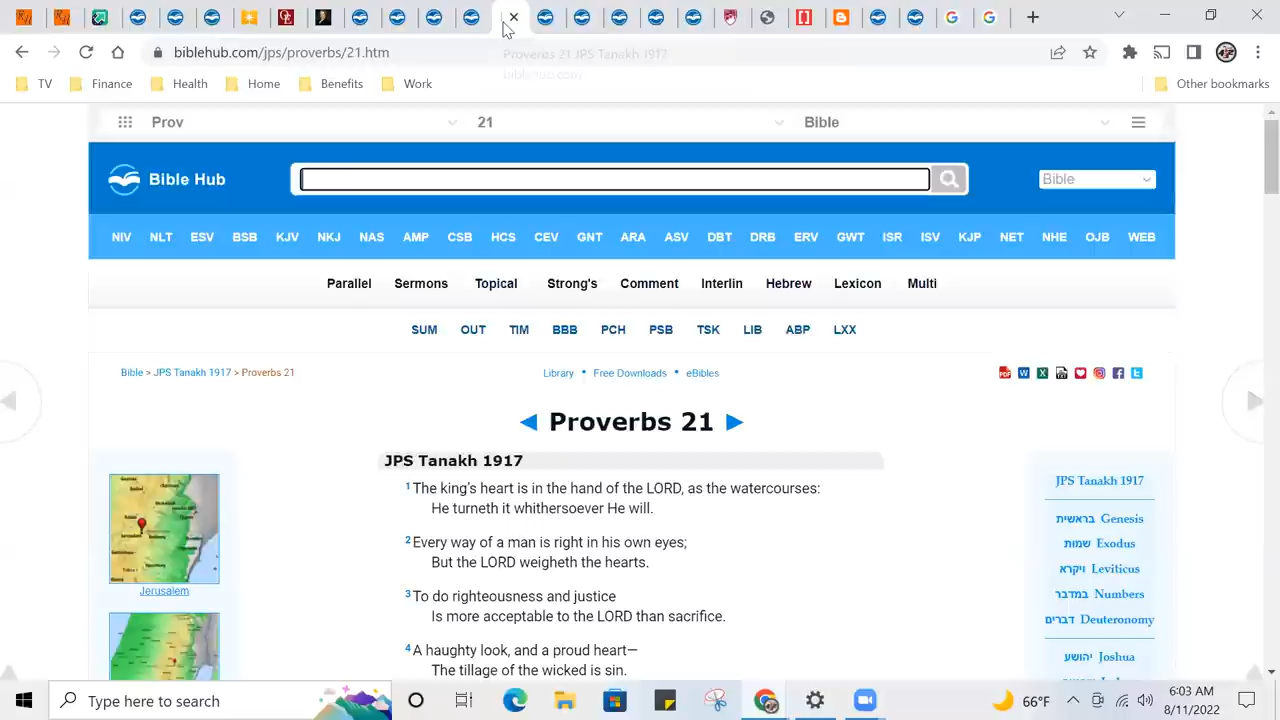 biblehub.com/jps/proverbs/21.htm
Proverbs 21 JPS Tanakh 1917
biblehub.com
TV Finance Health Home Benefits Work Other bookmarks
Prov 21 Bible
Bible Hub Bible
NIV NLT ESV BSB KJV NKJ NAS AMP CSB HCS CEV GNT ARA ASV DBT DRB ERV GWT ISR ISV KJP NET NHE OJB WEB
Parallel Sermons Topical Strong's Comment Interlin Hebrew Lexicon Multi
SUM OUT TIM BBB PCH PSB TSK LIB ABP LXX
Bible > JPS Tanakh 1917 > Proverbs 21 Library • Free Downloads • eBibles
◄ Proverbs 21 ►
JPS Tanakh 1917
1 The king's heart is in the hand of the LORD, as the watercourses:
He turneth it whithersoever He will.
2 Every way of a man is right in his own eyes;
But the LORD weigheth the hearts.
3 To do righteousness and justice
Is more acceptable to the LORD than sacrifice.
4 A haughty look, and a proud heart—
The tillage of the wicked is sin.
Jerusalem
JPS Tanakh 1917
בראשית Genesis
שמות Exodus
ויקרא Leviticus
במדבר Numbers
דברים Deuteronomy
יהושע Joshua
Type here to search
66°F
6:03 AM
8/11/2022